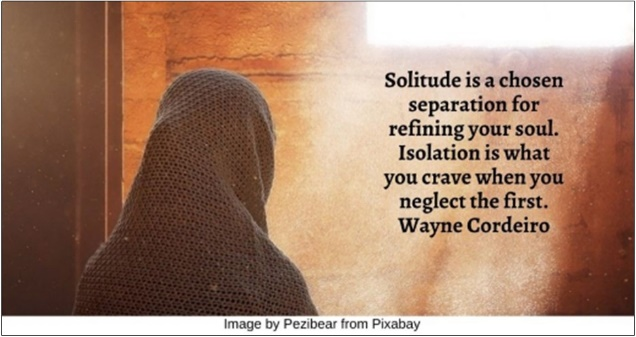 Solitude is a chosen
separation for
refining your soul.
Isolation is what
you crave when you
neglect the first.
Wayne Cordeiro
Image by Pezibear from Pixabay